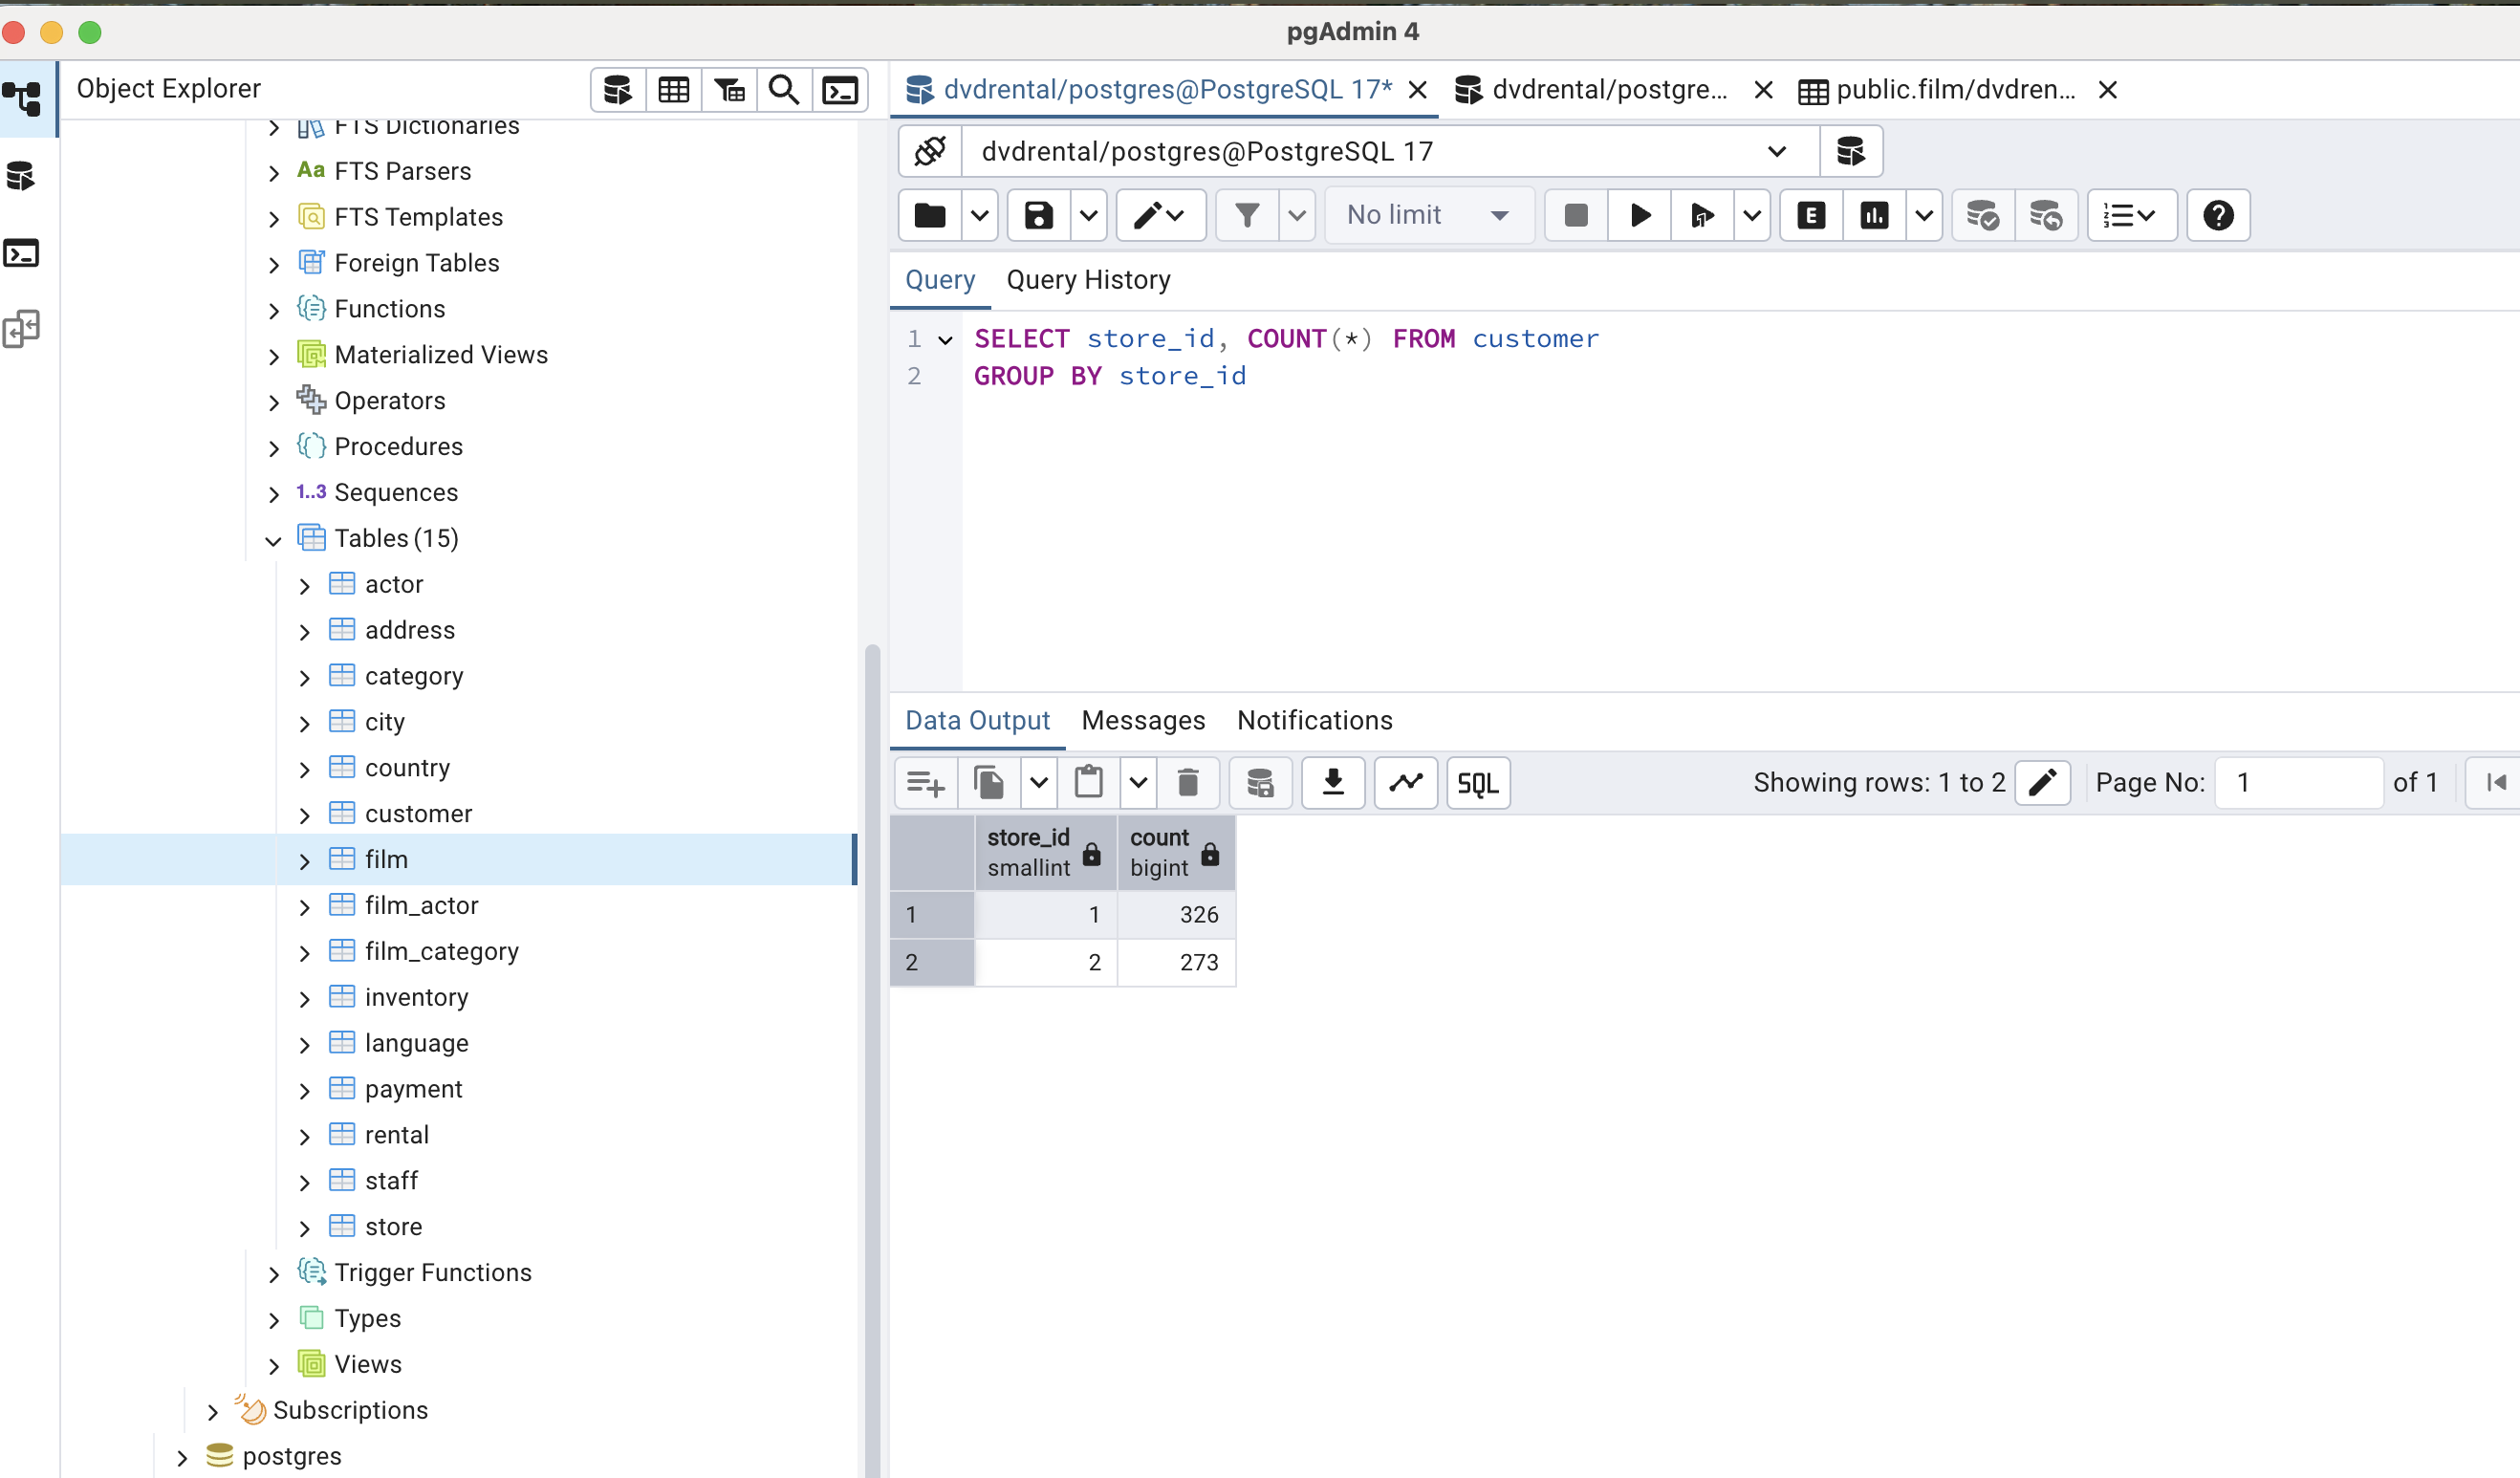 pgAdmin 4
Object Explorer
dvdrental/postgres@PostgreSQL 17*
dvdrental/postgre...
public.film/dvdren...
FTS Dictionaries
Aa FTS Parsers
FTS Templates
Foreign Tables
Functions
Materialized Views
Operators
Procedures
1..3 Sequences
Tables (15)
actor
address
category
city
country
customer
film
film_actor
film_category
inventory
language
payment
rental
staff
store
Trigger Functions
Types
Views
Subscriptions
postgres
dvdrental/postgres@PostgreSQL 17
No limit
E
Query Query History
1 SELECT store_id, COUNT(*) FROM customer
2 GROUP BY store_id
Data Output Messages Notifications
SQL
Showing rows: 1 to 2
Page No: 1 of 1
store_id smallint
count bigint
1 1 326
2 2 273